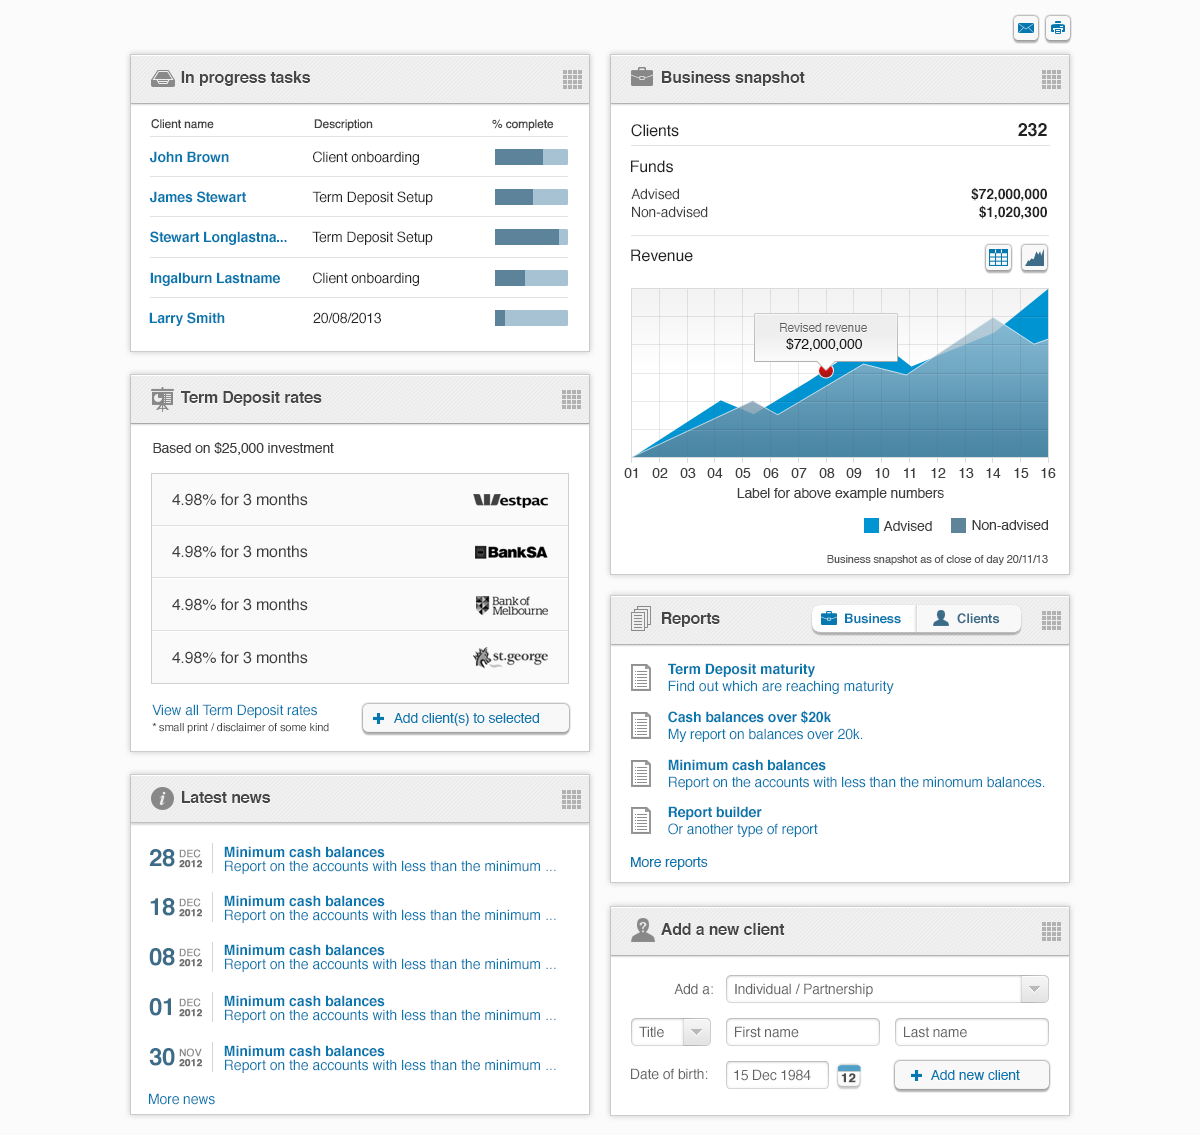 In progress tasks
Client name Description % complete
John Brown Client onboarding
James Stewart Term Deposit Setup
Stewart Longlastna... Term Deposit Setup
Ingalburn Lastname Client onboarding
Larry Smith 20/08/2013
Term Deposit rates
Based on $25,000 investment
4.98% for 3 months Westpac
4.98% for 3 months BankSA
4.98% for 3 months Bank of
Melbourne
4.98% for 3 months st.george
View all Term Deposit rates
* small print / disclaimer of some kind
+ Add client(s) to selected
Latest news
28 DEC 2012
Minimum cash balances
Report on the accounts with less than the minimum ...
18 DEC 2012
Minimum cash balances
Report on the accounts with less than the minimum ...
08 DEC 2012
Minimum cash balances
Report on the accounts with less than the minimum ...
01 DEC 2012
Minimum cash balances
Report on the accounts with less than the minimum ...
30 NOV 2012
Minimum cash balances
Report on the accounts with less than the minimum ...
More news
Business snapshot
Clients 232
Funds
Advised $72,000,000
Non-advised $1,020,300
Revenue
Revised revenue
$72,000,000
01 02 03 04 05 06 07 08 09 10 11 12 13 14 15 16
Label for above example numbers
Advised Non-advised
Business snapshot as of close of day 20/11/13
Reports Business Clients
Term Deposit maturity
Find out which are reaching maturity
Cash balances over $20k
My report on balances over 20k.
Minimum cash balances
Report on the accounts with less than the minomum balances.
Report builder
Or another type of report
More reports
Add a new client
Add a: Individual / Partnership
Title First name Last name
Date of birth: 15 Dec 1984 12 + Add new client